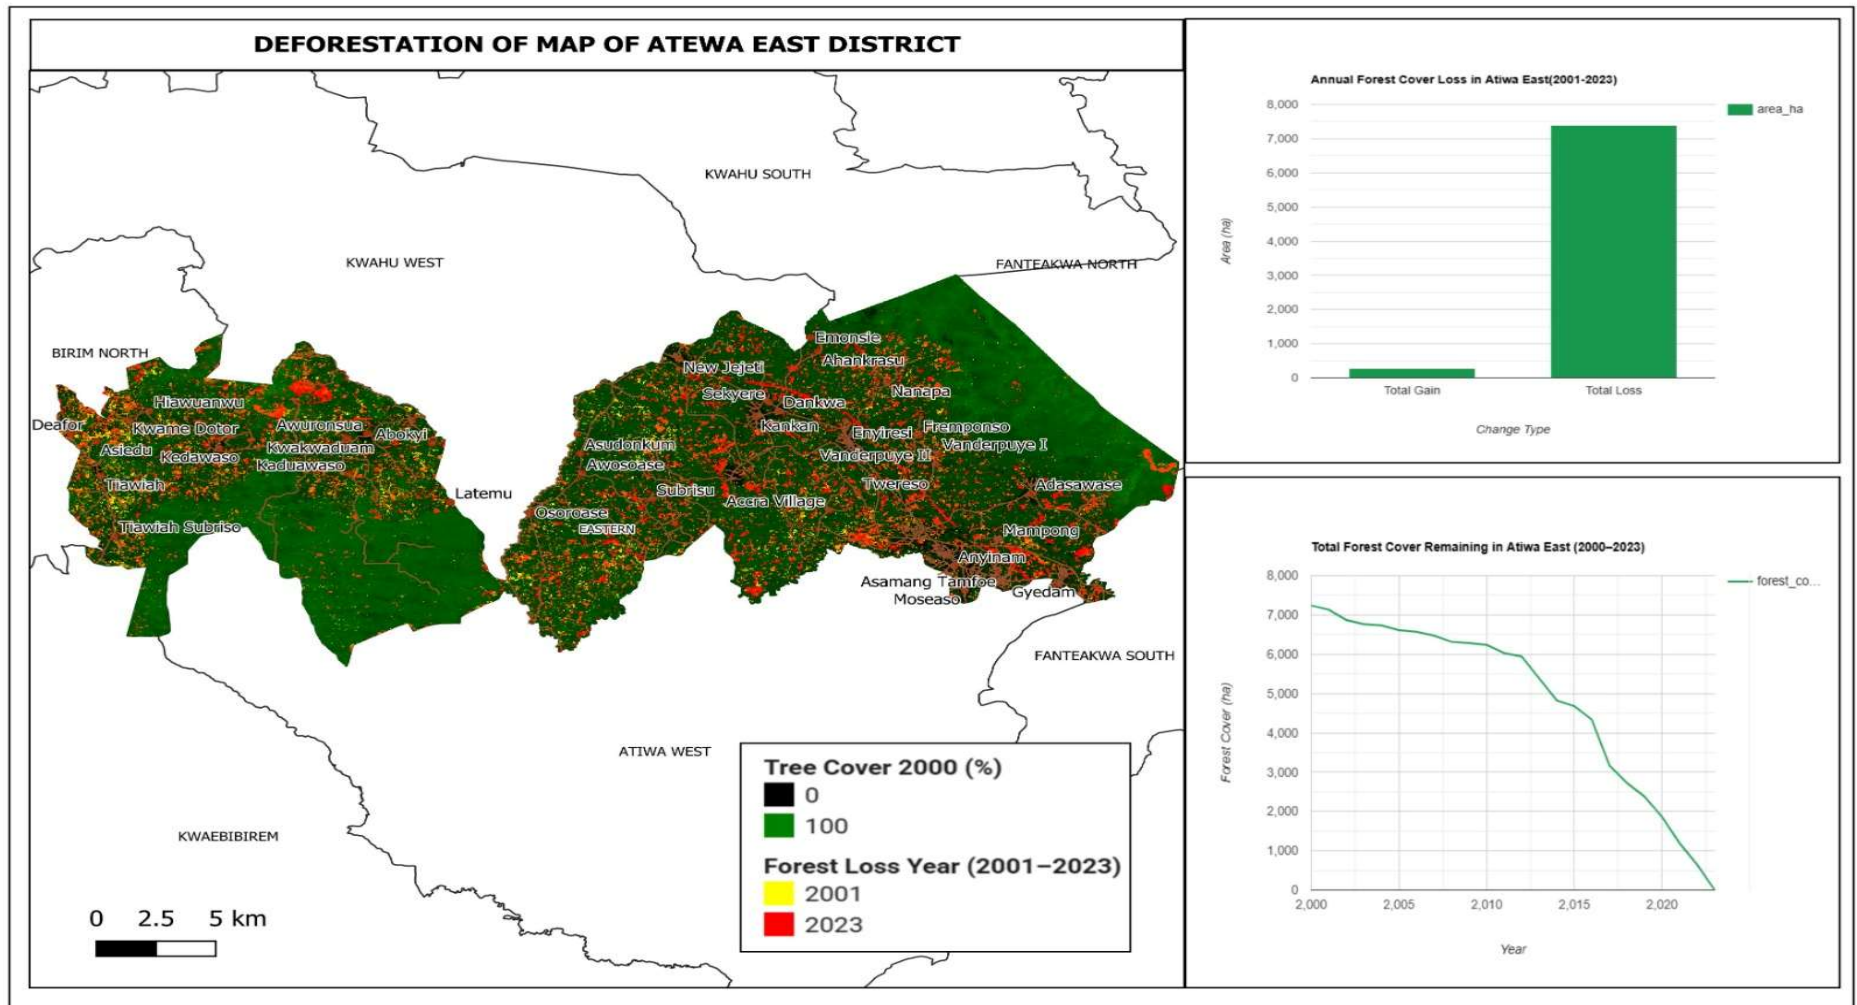 DEFORESTATION OF MAP OF ATEWA EAST DISTRICT
KWAHU SOUTH
KWAHU WEST
FANTEAKWA NORTH
BIRIM NORTH
Emonsie
Ahahkrasu
New Jejeti
Sekyere
Nanapa
Dankwa
Hiawuanwu
Deafor
Kwame Dotor
Awuronsua
Abokyi
Kankan
Enyiresi
Fremponso
Asiedu
Kedawaso
Kwakwaduam
Kaduawaso
Asudonkum
Awosoase
Vanderpuye I
Vanderpuye II
Tiawiah
Latemu
Subrisu
Accra Village
Twereso
Adasawase
Tiawiah Subriso
Osoroase
EASTERN
Mampong
Anyinam
Asamang Tamfoe
Moseaso
Gyedam
FANTEAKWA SOUTH
ATIWA WEST
KWAEBIBIREM
0 2.5 5 km
Tree Cover 2000 (%)
0
100
Forest Loss Year (2001–2023)
2001
2023
Annual Forest Cover Loss in Atiwa East(2001-2023)
area_ha
8,000
7,000
6,000
5,000
4,000
3,000
2,000
1,000
0
Area (ha)
Total Gain Total Loss
Change Type
Total Forest Cover Remaining in Atiwa East (2000–2023)
forest_co...
8,000
7,000
6,000
5,000
4,000
3,000
2,000
1,000
0
Forest Cover (ha)
2,000 2,005 2,010 2,015 2,020
Year